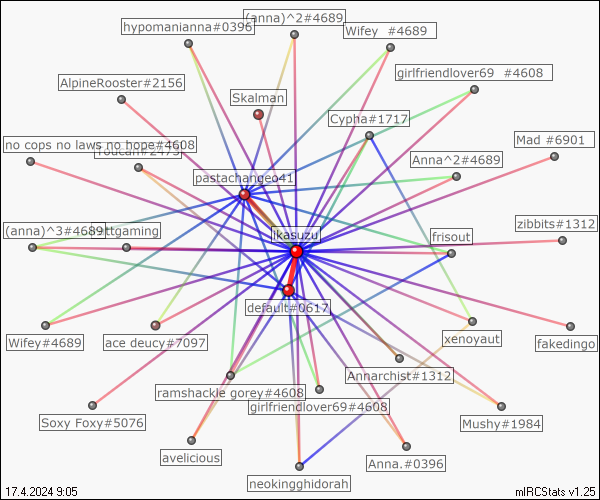 (anna)^2#4689
hypomanianna#0396
Wifey #4689
girlfriendlover69 #4608
AlpineRooster#2156
Skalman
Cypha#1717
Mad #6901
no cops no laws no hope#4608
Anna^2#4689
pastachangeo41
zibbits#1312
(anna)^3#4689
ttgaming
ikasuzu
frisout
default#0617
Wifey#4689
ace deucy#7097
xenoyaut
fakedingo
Annarchist#1312
ramshackle gorey#4608
girlfriendlover69#4608
Soxy Foxy#5076
Mushy#1984
avelicious
Anna.#0396
neokingghidorah
17.4.2024 9:05
mIRCStats v1.25